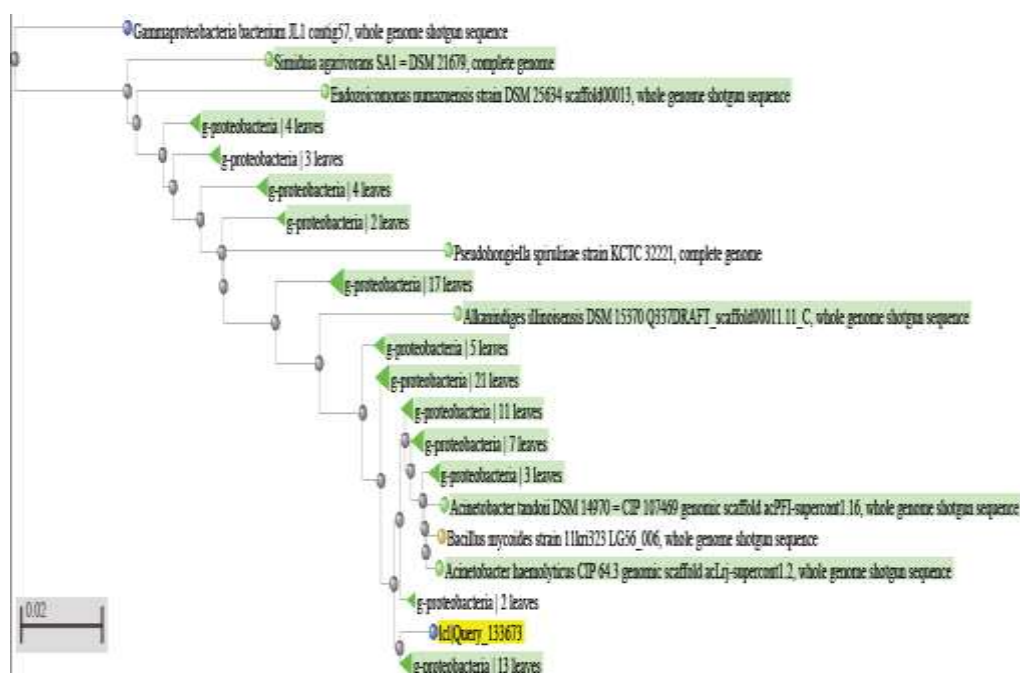 Gammaproteobacteria bacterium JL1 contig57, whole genome shotgun sequence
Simiduia agarivorans SA1 = DSM 21679, complete genome
Endozoicomonas numazuensis strain DSM 25634 scaffold00013, whole genome shotgun sequence
g-proteobacteria | 4 leaves
g-proteobacteria | 3 leaves
g-proteobacteria | 4 leaves
g-proteobacteria | 2 leaves
Pseudohongiella spirulinae strain KCTC 32221, complete genome
g-proteobacteria | 17 leaves
Alkanindiges illinoisensis DSM 15370 Q337DRAFT_scaffold00011.11_C, whole genome shotgun sequence
g-proteobacteria | 5 leaves
g-proteobacteria | 21 leaves
g-proteobacteria | 11 leaves
g-proteobacteria | 7 leaves
g-proteobacteria | 3 leaves
Acinetobacter tandoii DSM 14970 = CIP 107469 genomic scaffold acPFI-supercont1.16, whole genome shotgun sequence
Bacillus mycoides strain 11kri323 LG56_006, whole genome shotgun sequence
Acinetobacter haemolyticus CIP 64.3 genomic scaffold acLrj-supercont1.2, whole genome shotgun sequence
g-proteobacteria | 2 leaves
0.02
lcl|Query_133673
g-proteobacteria | 13 leaves